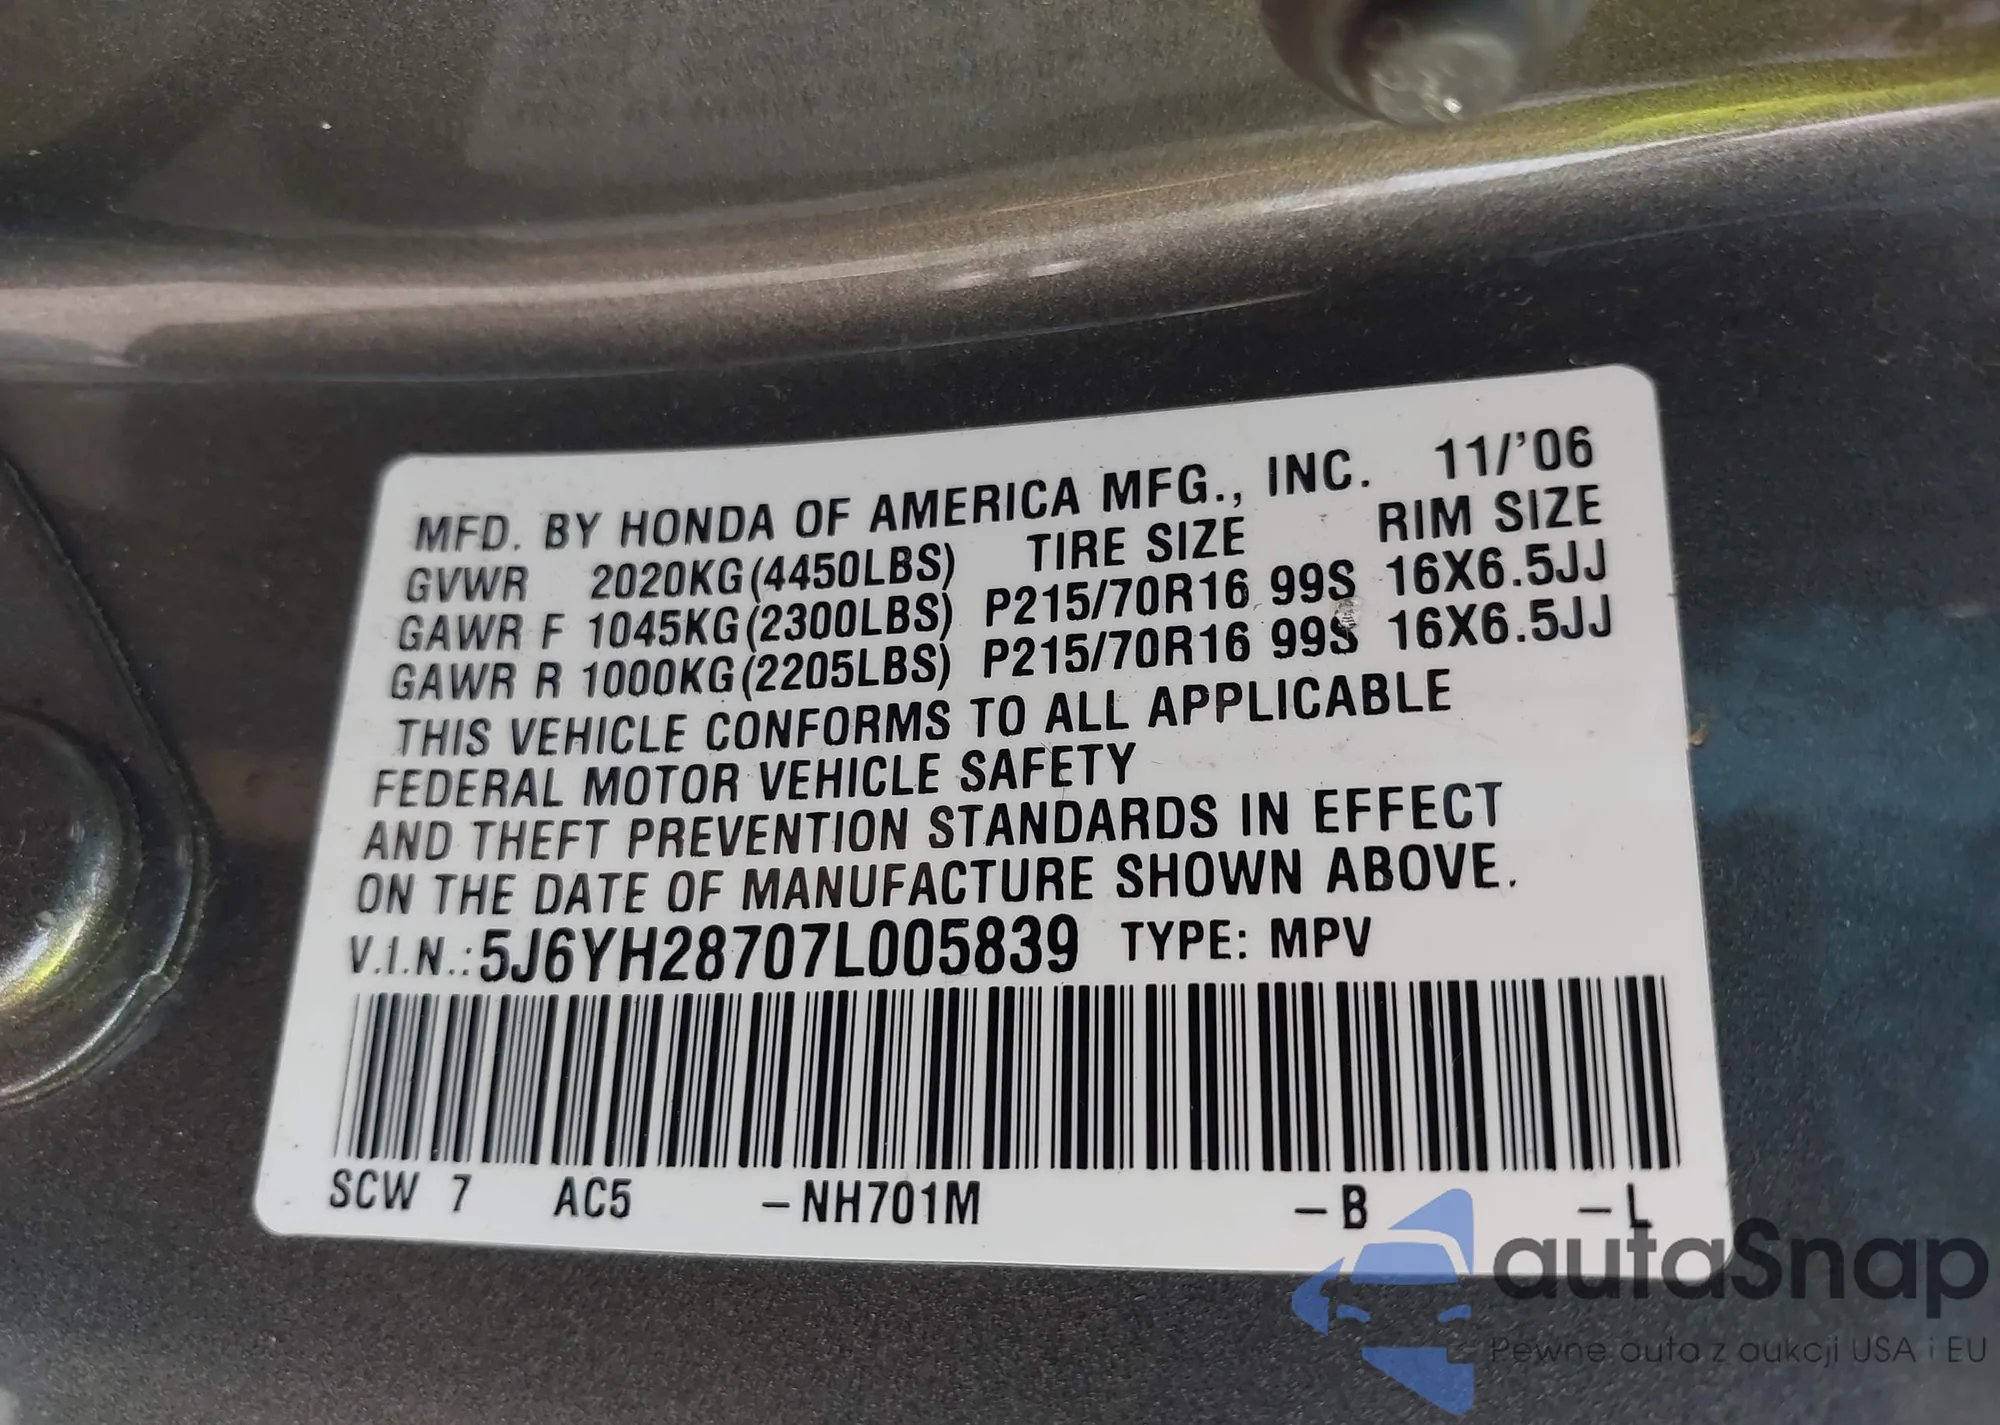 MFD. BY HONDA OF AMERICA MFG., INC. 11/'06
GVWR 2020KG(4450LBS) TIRE SIZE RIM SIZE
GAWR F 1045KG(2300LBS) P215/70R16 99S 16X6.5JJ
GAWR R 1000KG(2205LBS) P215/70R16 99S 16X6.5JJ
THIS VEHICLE CONFORMS TO ALL APPLICABLE
FEDERAL MOTOR VEHICLE SAFETY
AND THEFT PREVENTION STANDARDS IN EFFECT
ON THE DATE OF MANUFACTURE SHOWN ABOVE.
V.I.N.:5J6YH28707L005839 TYPE: MPV
SCW 7 AC5 -NH701M -B -L
autaSnap
Pewne auta z aukcji USA i EU